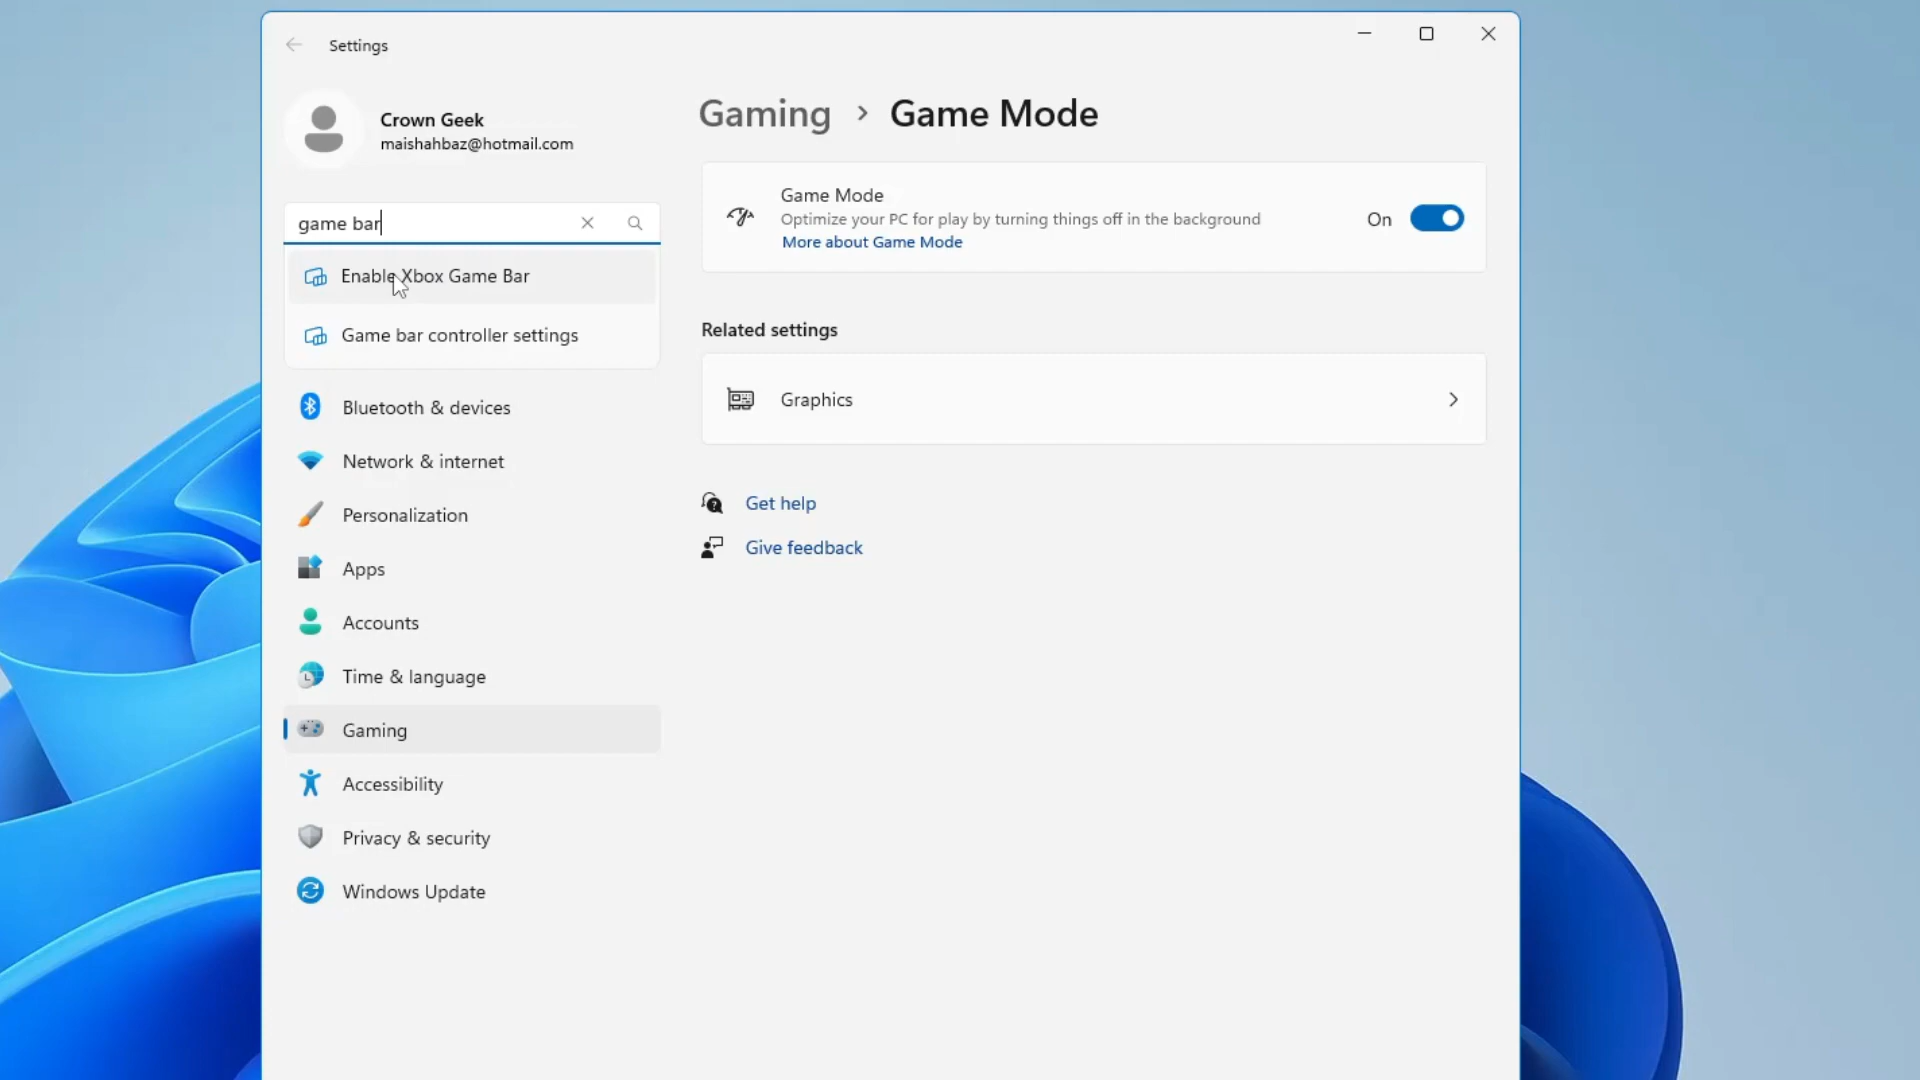 Settings
Crown Geek
maishahbaz@hotmail.com
game bar
Enable Xbox Game Bar
Game bar controller settings
Bluetooth & devices
Network & internet
Personalization
Apps
Accounts
Time & language
Gaming
Accessibility
Privacy & security
Windows Update
Gaming > Game Mode
Game Mode
Optimize your PC for play by turning things off in the background
More about Game Mode
On
Related settings
Graphics
Get help
Give feedback